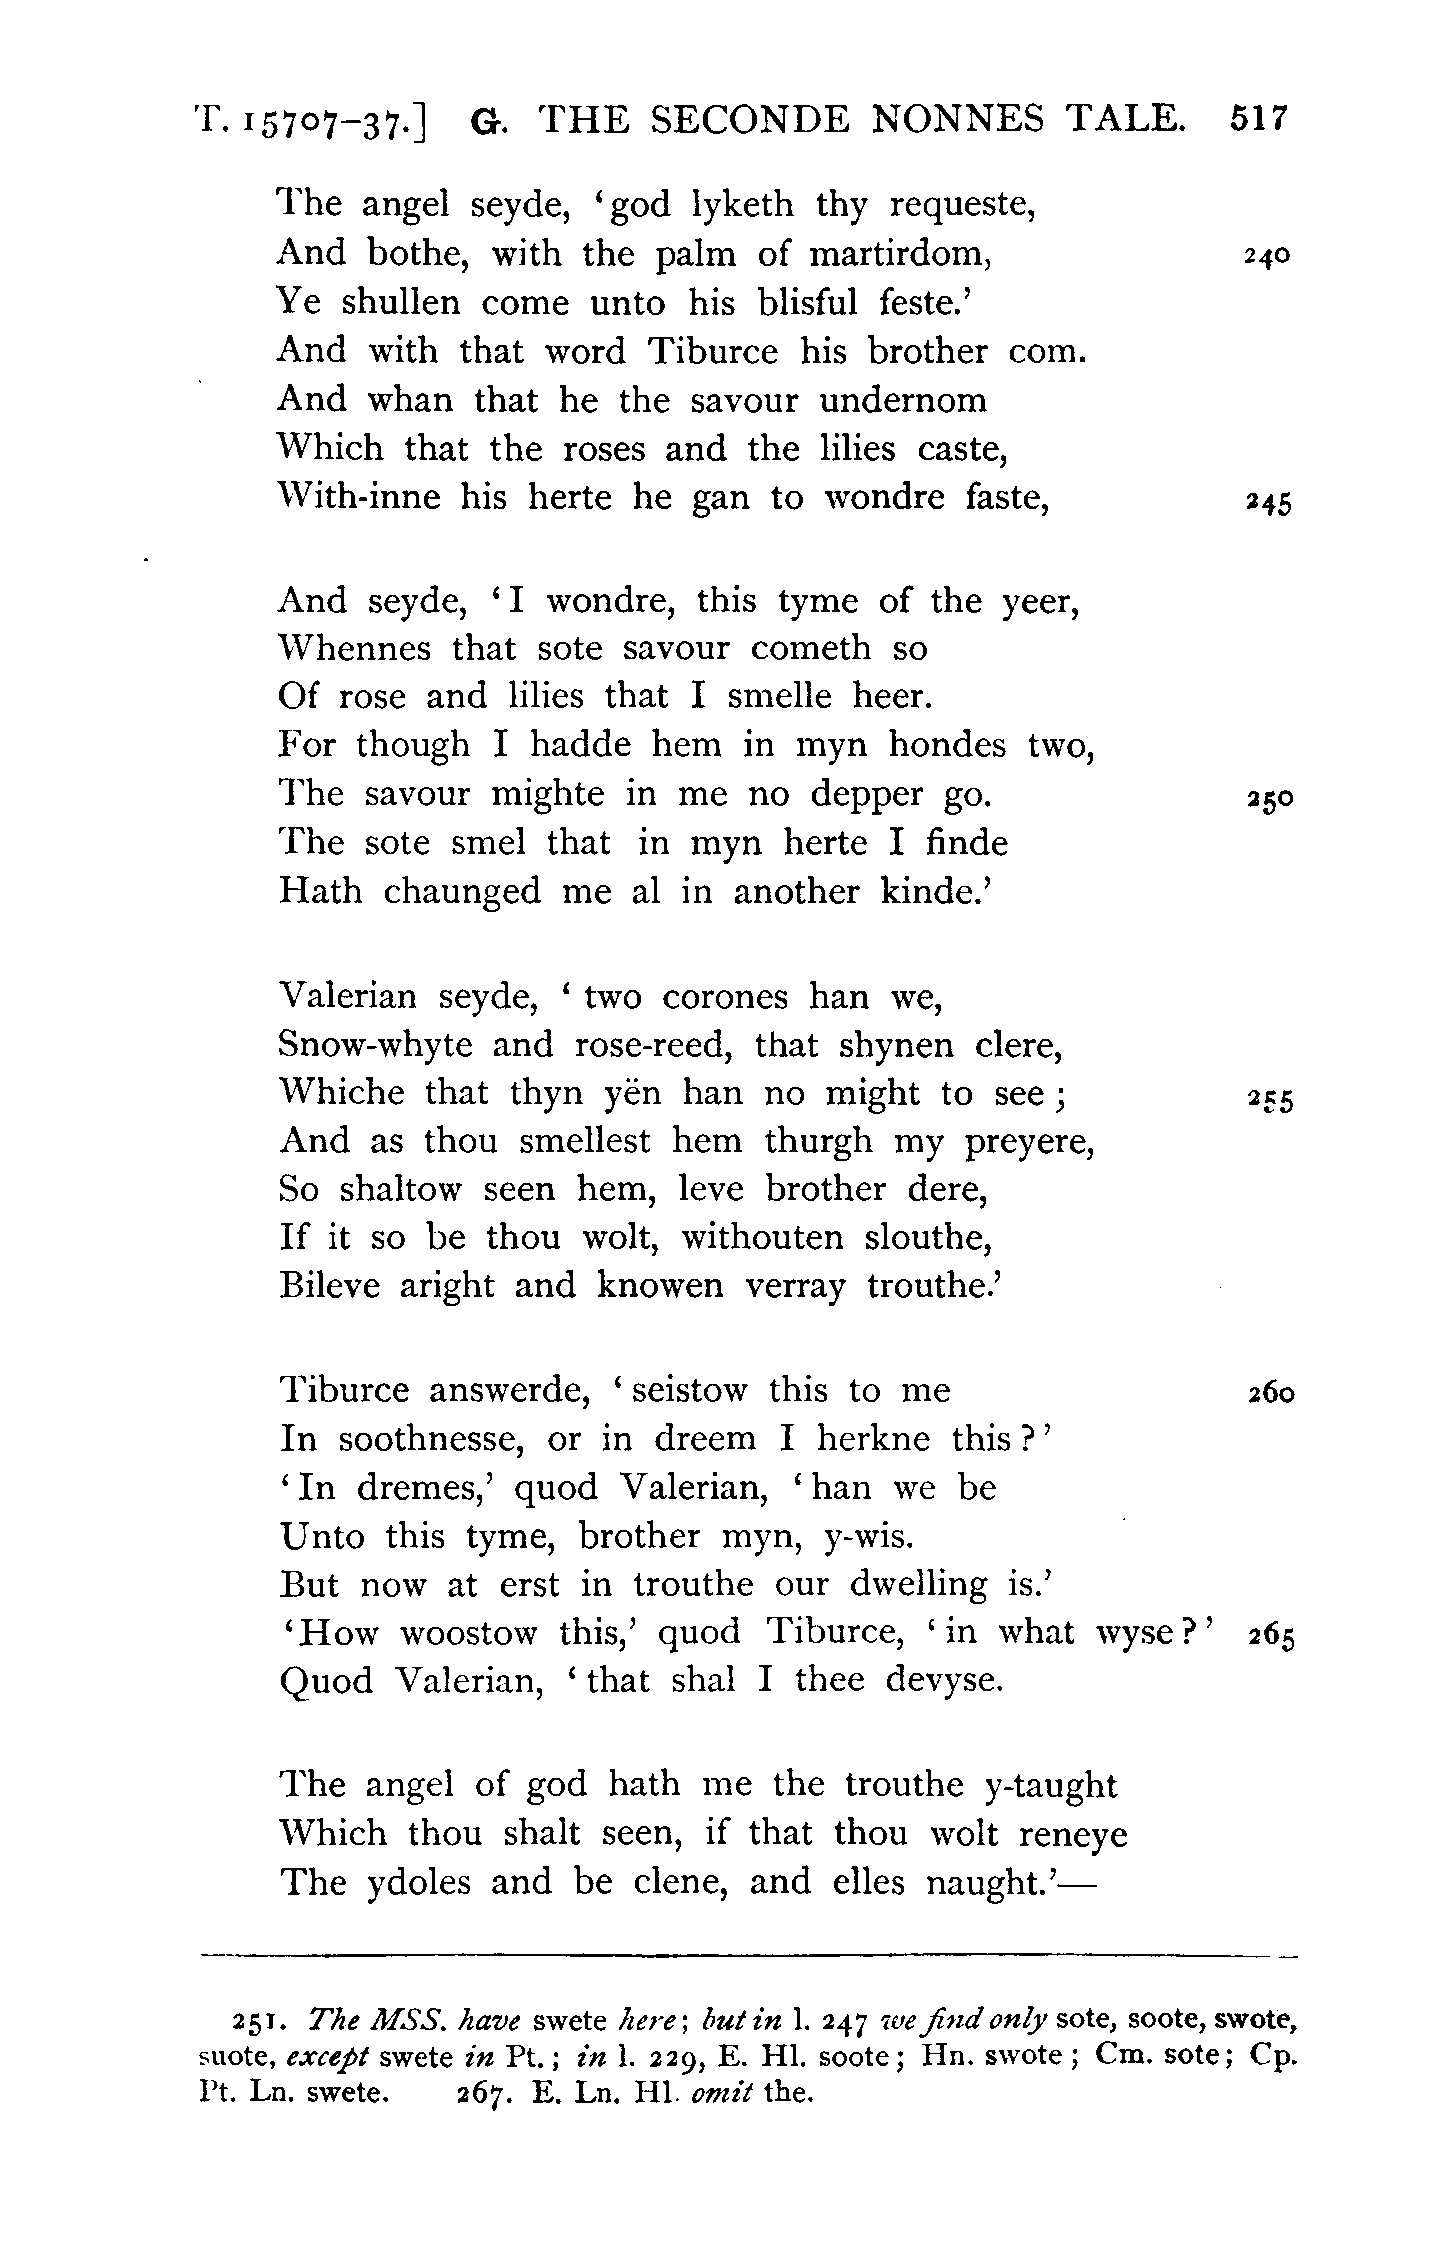 T. 15707-37.] G. THE SECONDE NONNES TALE. 517
The angel seyde, ‘god lyketh thy requeste,
And bothe, with the palm of martirdom, 240
Ye shullen come unto his blisful feste.’
And with that word Tiburce his brother com.
And whan that he the savour undernom
Which that the roses and the lilies caste,
With-inne his herte he gan to wondre faste, 245
And seyde, ‘I wondre, this tyme of the yeer,
Whennes that sote savour cometh so
Of rose and lilies that I smelle heer.
For though I hadde hem in myn hondes two,
The savour mighte in me no depper go. 250
The sote smel that in myn herte I finde
Hath chaunged me al in another kinde.’
Valerian seyde, ‘two corones han we,
Snow-whyte and rose-reed, that shynen clere,
Whiche that thyn yën han no might to see; 255
And as thou smellest hem thurgh my preyere,
So shaltow seen hem, leve brother dere,
If it so be thou wolt, withouten slouthe,
Bileve aright and knowen verray trouthe.’
Tiburce answerde, ‘seistow this to me 260
In soothnesse, or in dreem I herkne this?’
‘In dremes,’ quod Valerian, ‘han we be
Unto this tyme, brother myn, y-wis.
But now at erst in trouthe our dwelling is.’
‘How woostow this,’ quod Tiburce, ‘in what wyse?’ 265
Quod Valerian, ‘that shal I thee devyse.
The angel of god hath me the trouthe y-taught
Which thou shalt seen, if that thou wolt reneye
The ydoles and be clene, and elles naught.’—
251. The MSS. have swete here; but in l. 247 we find only sote, soote, swote,
suote, except swete in Pt.; in l. 229, E. Hl. soote; Hn. swote; Cm. sote; Cp.
Pt. Ln. swete. 267. E. Ln. Hl. omit the.